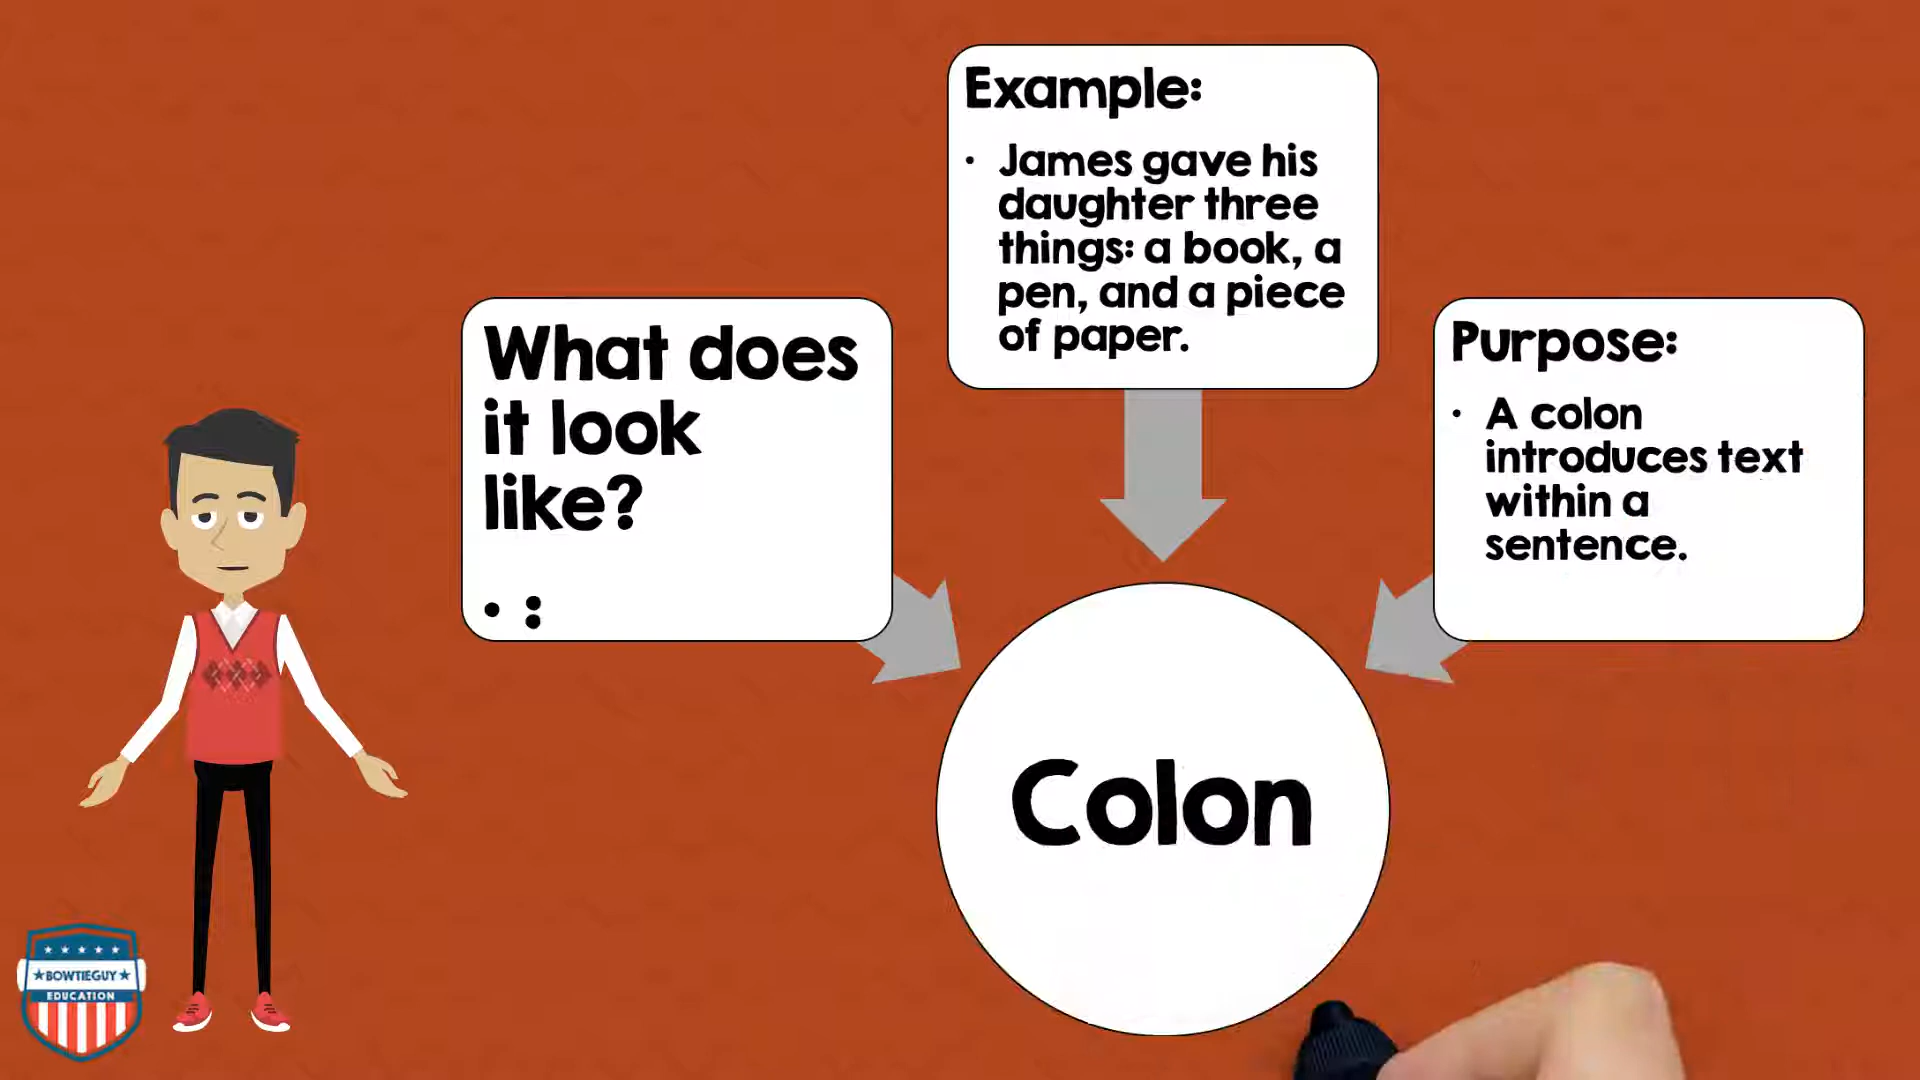 What does
it look
like?
• :
Example:
• James gave his
daughter three
things: a book, a
pen, and a piece
of paper.
Purpose:
• A colon
introduces text
within a
sentence.
Colon
★BOWTIEGUY★
EDUCATION